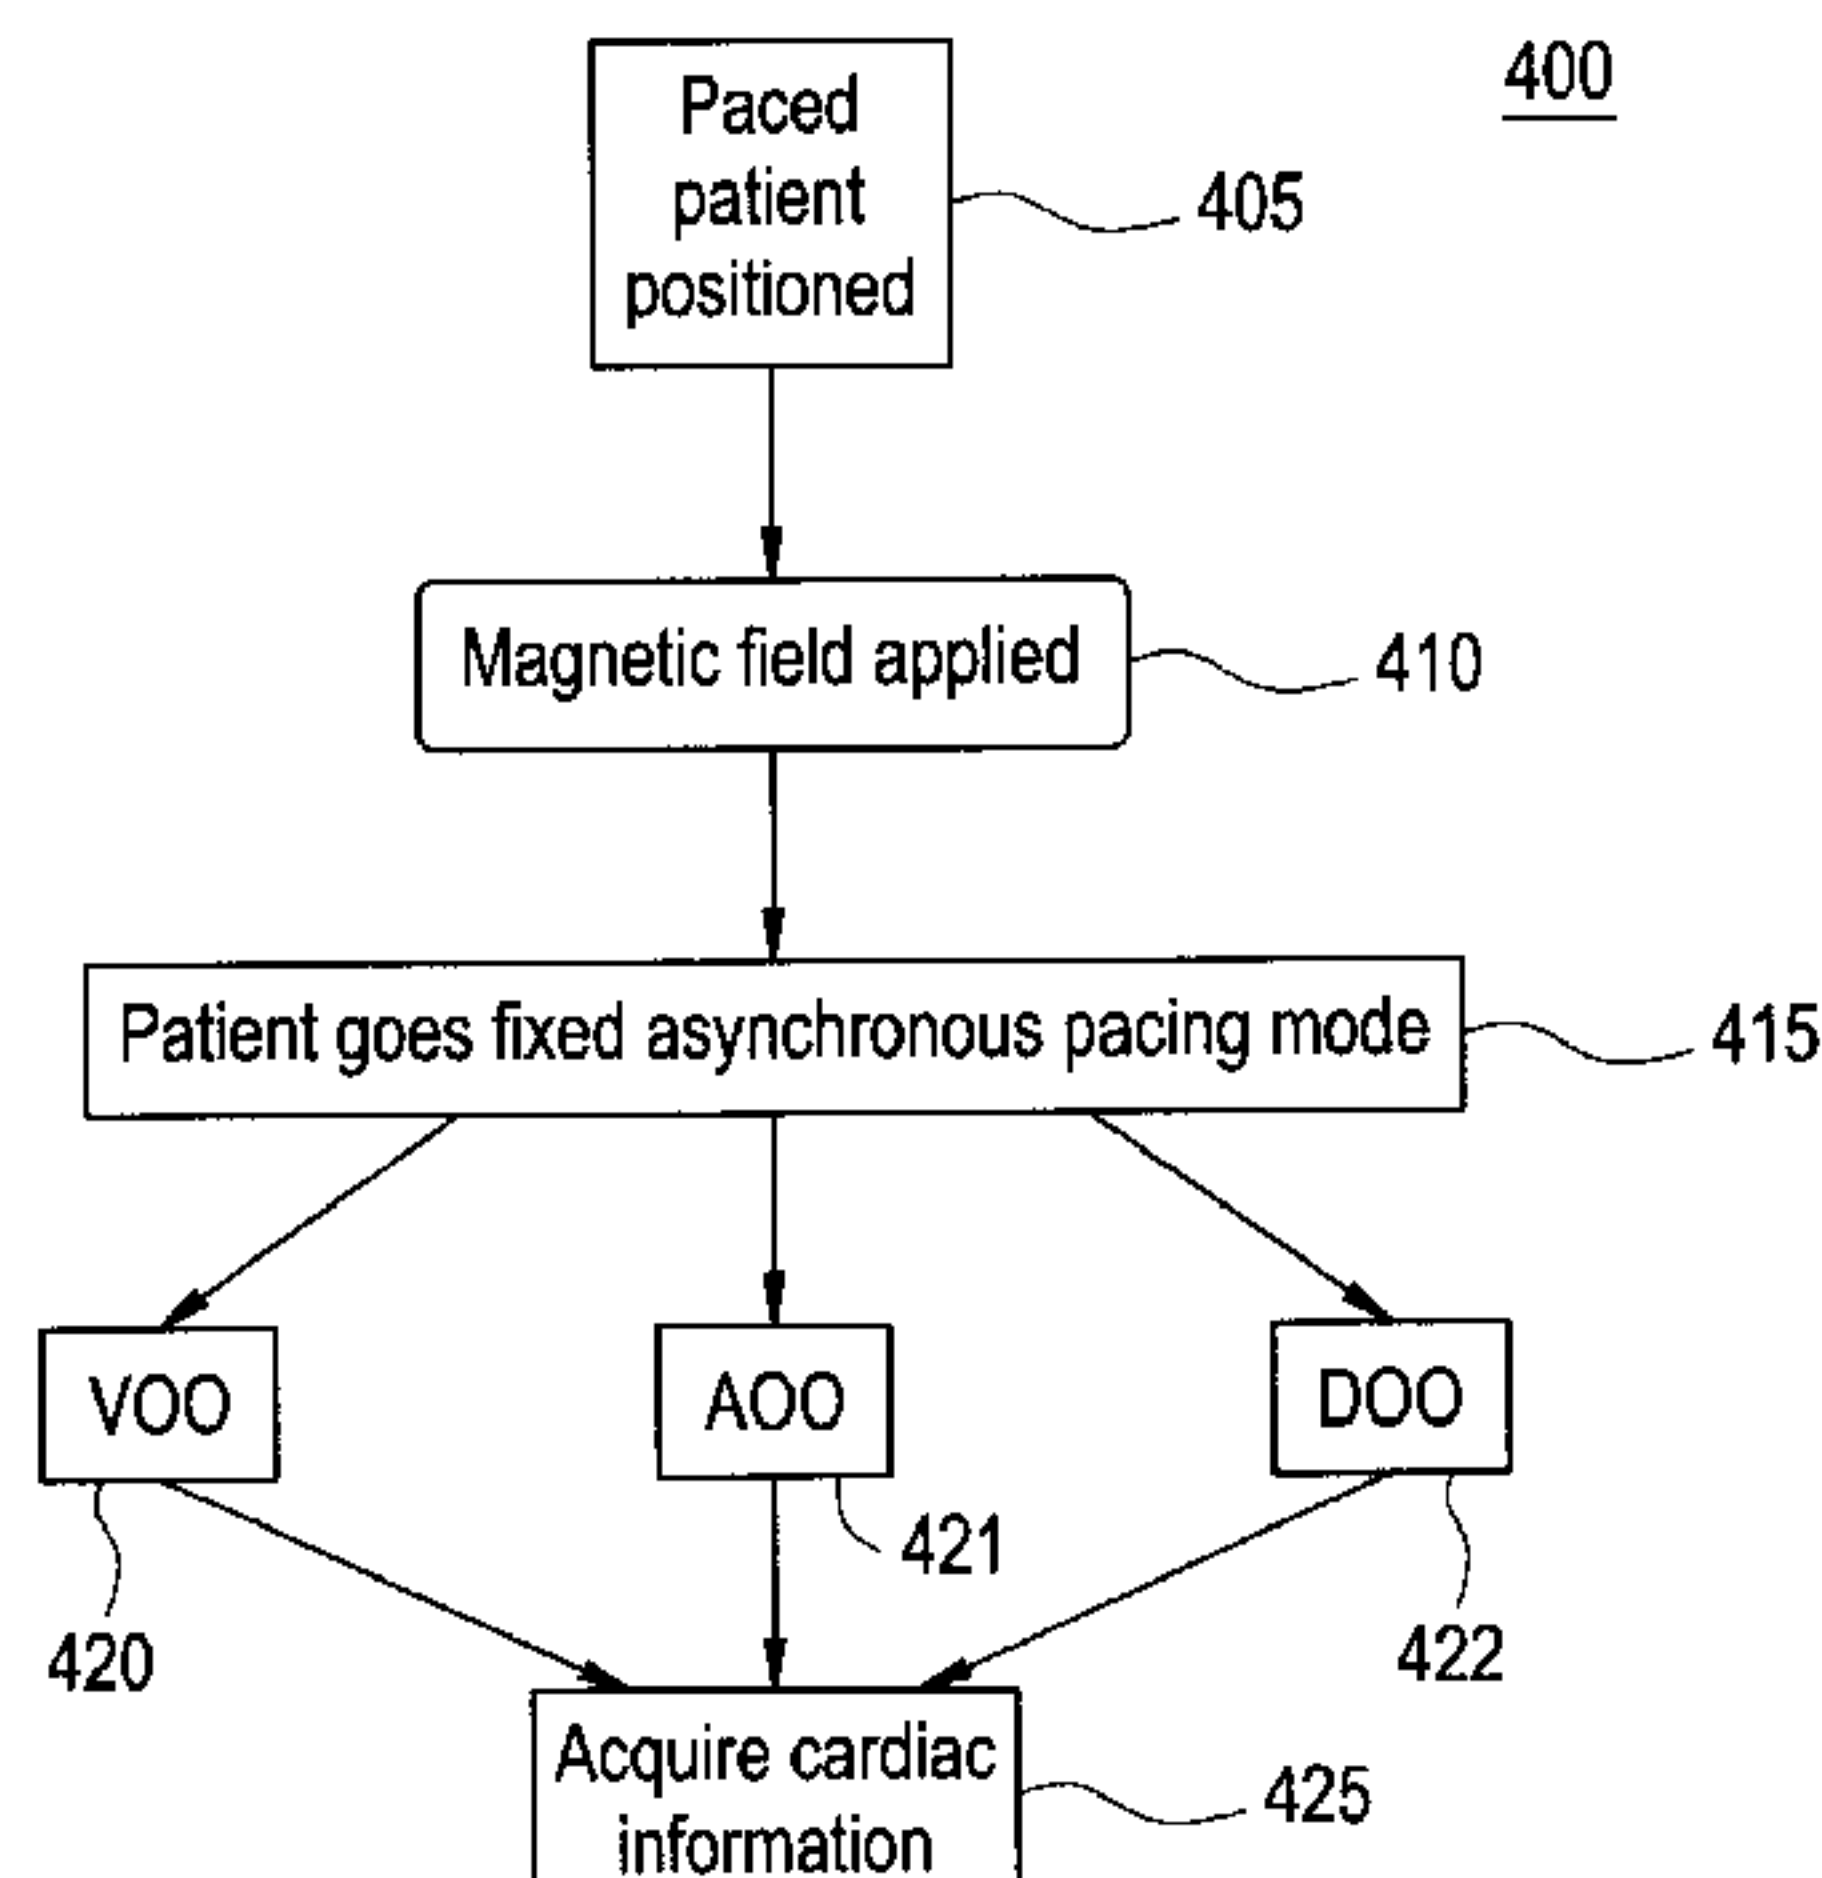 400
Paced
patient
positioned
405
Magnetic field applied
410
Patient goes fixed asynchronous pacing mode
415
VOO
AOO
DOO
420
421
422
Acquire cardiac
information
425